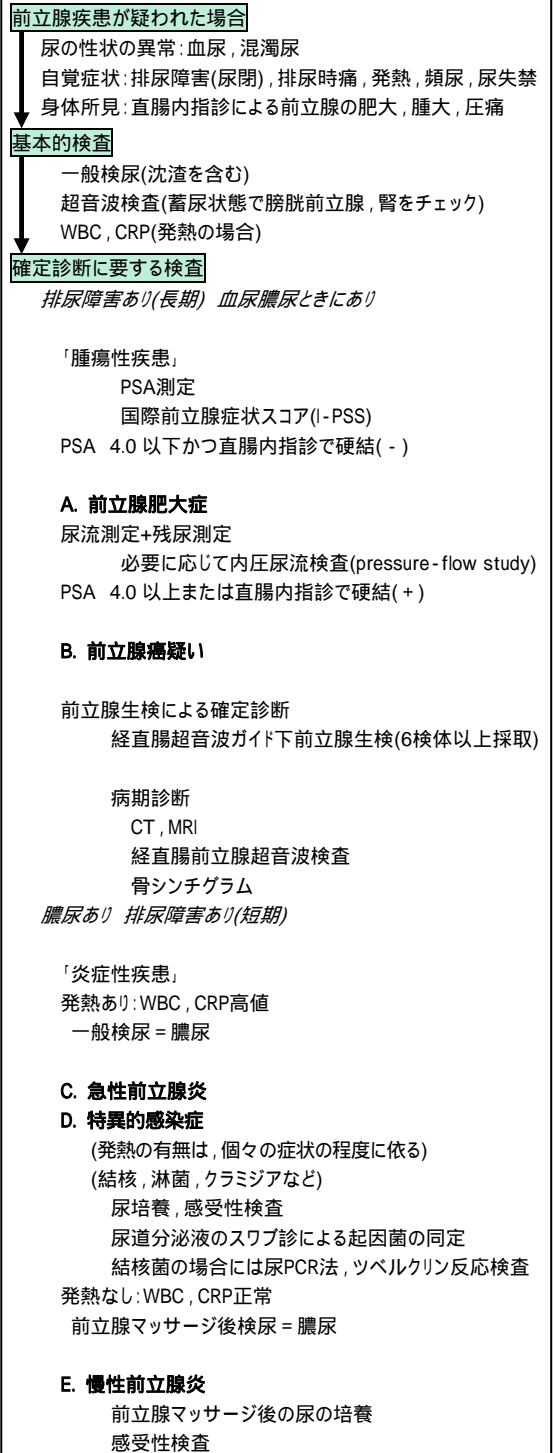 前立腺疾患が疑われた場合
尿の性状の異常:血尿,混濁尿
自覚症状:排尿障害(尿閉),排尿時痛,発熱,頻尿,尿失禁
身体所見:直腸内指診による前立腺の肥大,腫大,圧痛
基本的検査
一般検尿(沈渣を含む)
超音波検査(蓄尿状態で膀胱前立腺,腎をチェック)
WBC,CRP(発熱の場合)
確定診断に要する検査
排尿障害あり(長期) 血尿膿尿ときにあり
「腫瘍性疾患」
PSA測定
国際前立腺症状スコア(I-PSS)
PSA 4.0 以下かつ直腸内指診で硬結(-)
A. 前立腺肥大症
尿流測定+残尿測定
必要に応じて内圧尿流検査(pressure-flow study)
PSA 4.0 以上または直腸内指診で硬結(+)
B. 前立腺癌疑い
前立腺生検による確定診断
経直腸超音波ガイド下前立腺生検(6検体以上採取)
病期診断
CT,MRI
経直腸前立腺超音波検査
骨シンチグラム
膿尿あり 排尿障害あり(短期)
「炎症性疾患」
発熱あり:WBC,CRP高値
一般検尿=膿尿
C. 急性前立腺炎
D. 特異的感染症
(発熱の有無は,個々の症状の程度に依る)
(結核,淋菌,クラミジアなど)
尿培養,感受性検査
尿道分泌液のスワブ診による起因菌の同定
結核菌の場合には尿PCR法,ツベルクリン反応検査
発熱なし:WBC,CRP正常
前立腺マッサージ後検尿=膿尿
E. 慢性前立腺炎
前立腺マッサージ後の尿の培養
感受性検査